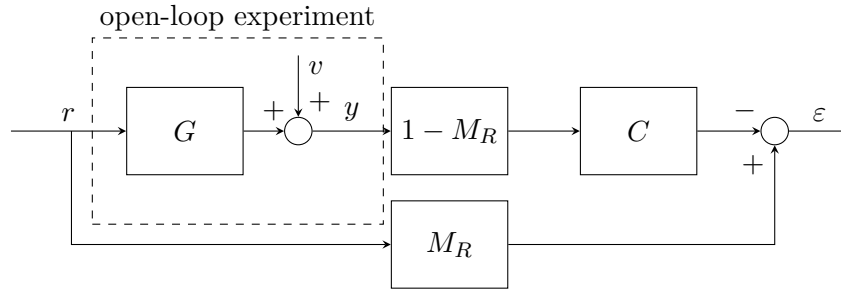 open-loop experiment
v
r
G
+
+
y
1 − M_R
C
−
ε
+
M_R